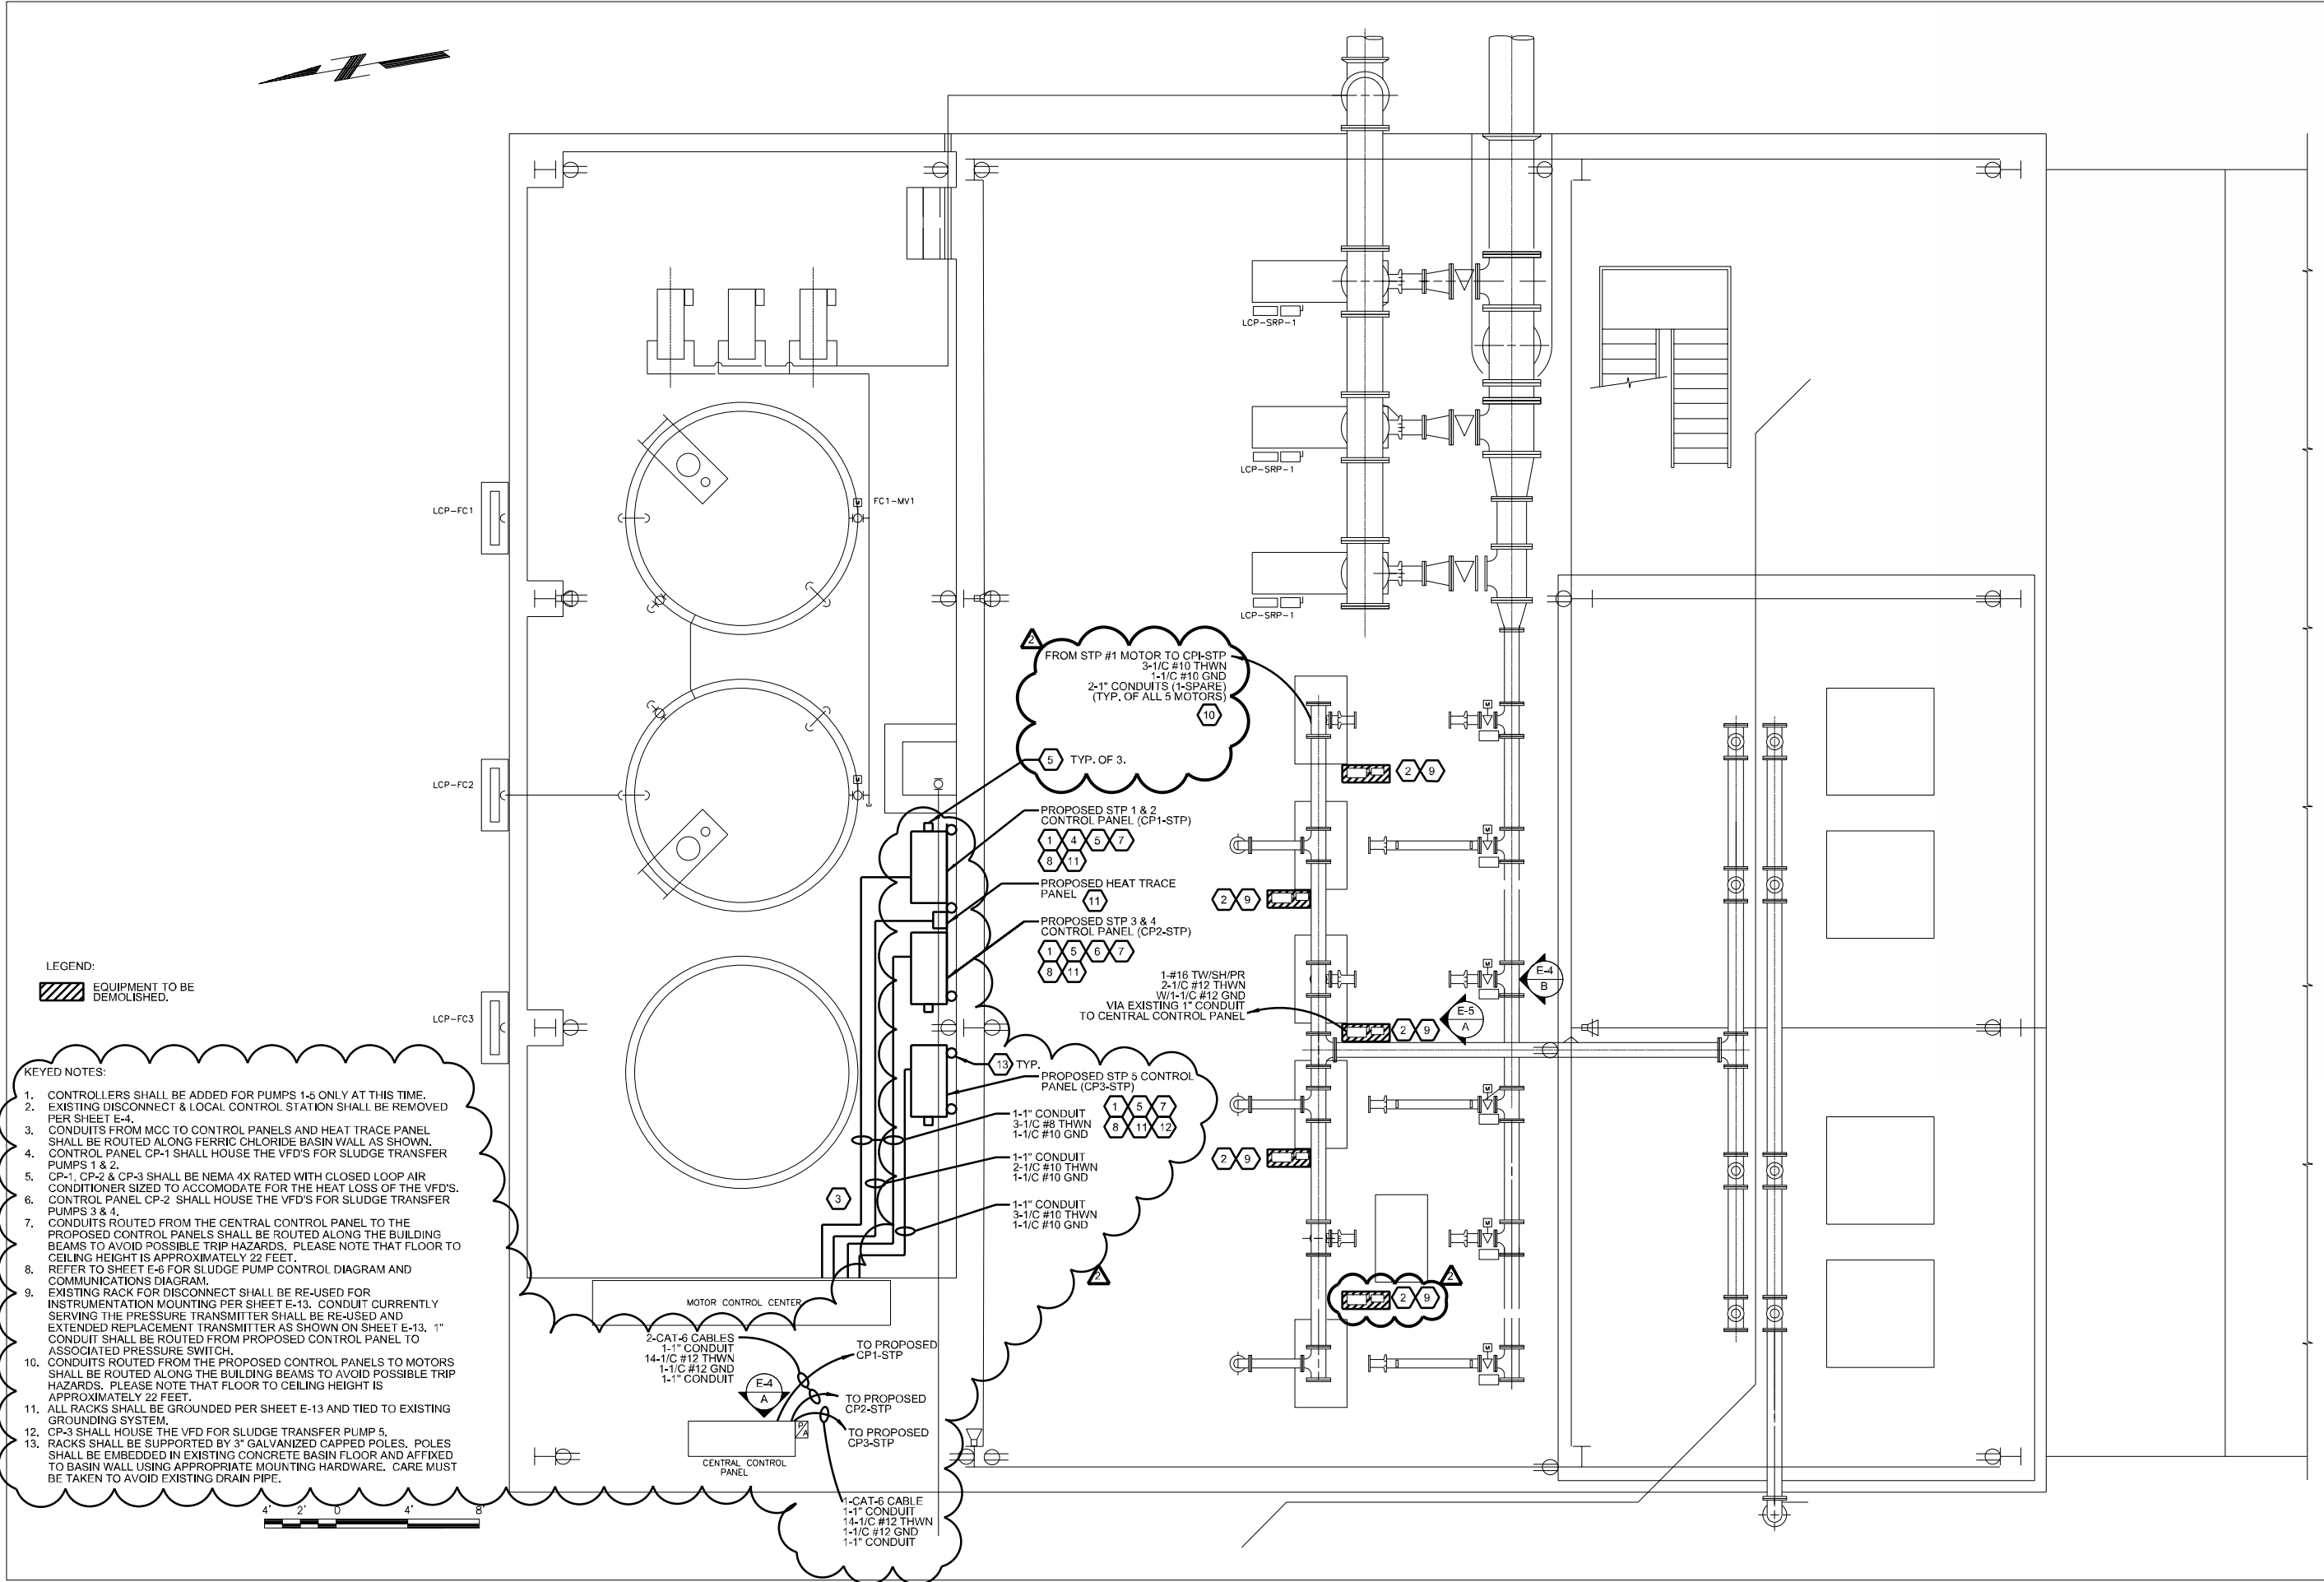 LCP-SRP-1
LCP-SRP-1
LCP-FC1
FC1-MV1
M
LCP-SRP-1
2
FROM STP #1 MOTOR TO CPI-STP
3-1/C #10 THWN
1-1/C #10 GND
2-1" CONDUITS (1-SPARE)
(TYP. OF ALL 5 MOTORS)
10
5 TYP. OF 3.
M
2 9
LCP-FC2
M
PROPOSED STP 1 & 2
CONTROL PANEL (CP1-STP)
1 4 5 7
8 11
M
PROPOSED HEAT TRACE
PANEL 11
2 9
PROPOSED STP 3 & 4
CONTROL PANEL (CP2-STP)
1 5 6 7
8 11
1-#16 TW/SH/PR
2-1/C #12 THWN
W/1-1/C #12 GND
VIA EXISTING 1" CONDUIT
TO CENTRAL CONTROL PANEL
M
E-4
B
E-5
A
2 9
LEGEND:
EQUIPMENT TO BE
DEMOLISHED.
LCP-FC3
13 TYP.
PROPOSED STP 5 CONTROL
PANEL (CP3-STP)
1 5 7
8 11 12
1-1" CONDUIT
3-1/C #8 THWN
1-1/C #10 GND
M
1-1" CONDUIT
2-1/C #10 THWN
1-1/C #10 GND
2 9
3
1-1" CONDUIT
3-1/C #10 THWN
1-1/C #10 GND
M
2
2
2 9
M
KEYED NOTES:
1. CONTROLLERS SHALL BE ADDED FOR PUMPS 1-5 ONLY AT THIS TIME.
2. EXISTING DISCONNECT & LOCAL CONTROL STATION SHALL BE REMOVED
PER SHEET E-4.
3. CONDUITS FROM MCC TO CONTROL PANELS AND HEAT TRACE PANEL
SHALL BE ROUTED ALONG FERRIC CHLORIDE BASIN WALL AS SHOWN.
4. CONTROL PANEL CP-1 SHALL HOUSE THE VFD'S FOR SLUDGE TRANSFER
PUMPS 1 & 2.
5. CP-1, CP-2 & CP-3 SHALL BE NEMA 4X RATED WITH CLOSED LOOP AIR
CONDITIONER SIZED TO ACCOMODATE FOR THE HEAT LOSS OF THE VFD'S.
6. CONTROL PANEL CP-2 SHALL HOUSE THE VFD'S FOR SLUDGE TRANSFER
PUMPS 3 & 4.
7. CONDUITS ROUTED FROM THE CENTRAL CONTROL PANEL TO THE
PROPOSED CONTROL PANELS SHALL BE ROUTED ALONG THE BUILDING
BEAMS TO AVOID POSSIBLE TRIP HAZARDS. PLEASE NOTE THAT FLOOR TO
CEILING HEIGHT IS APPROXIMATELY 22 FEET.
8. REFER TO SHEET E-6 FOR SLUDGE PUMP CONTROL DIAGRAM AND
COMMUNICATIONS DIAGRAM.
9. EXISTING RACK FOR DISCONNECT SHALL BE RE-USED FOR
INSTRUMENTATION MOUNTING PER SHEET E-13. CONDUIT CURRENTLY
SERVING THE PRESSURE TRANSMITTER SHALL BE RE-USED AND
EXTENDED REPLACEMENT TRANSMITTER AS SHOWN ON SHEET E-13. 1"
CONDUIT SHALL BE ROUTED FROM PROPOSED CONTROL PANEL TO
ASSOCIATED PRESSURE SWITCH.
10. CONDUITS ROUTED FROM THE PROPOSED CONTROL PANELS TO MOTORS
SHALL BE ROUTED ALONG THE BUILDING BEAMS TO AVOID POSSIBLE TRIP
HAZARDS. PLEASE NOTE THAT FLOOR TO CEILING HEIGHT IS
APPROXIMATELY 22 FEET.
11. ALL RACKS SHALL BE GROUNDED PER SHEET E-13 AND TIED TO EXISTING
GROUNDING SYSTEM.
12. CP-3 SHALL HOUSE THE VFD FOR SLUDGE TRANSFER PUMP 5.
13. RACKS SHALL BE SUPPORTED BY 3" GALVANIZED CAPPED POLES. POLES
SHALL BE EMBEDDED IN EXISTING CONCRETE BASIN FLOOR AND AFFIXED
TO BASIN WALL USING APPROPRIATE MOUNTING HARDWARE. CARE MUST
BE TAKEN TO AVOID EXISTING DRAIN PIPE.
MOTOR CONTROL CENTER
2-CAT-6 CABLES
1-1" CONDUIT
14-1/C #12 THWN
1-1/C #12 GND
1-1" CONDUIT
TO PROPOSED
CP1-STP
E-4
A
TO PROPOSED
CP2-STP
P/A
TO PROPOSED
CP3-STP
CENTRAL CONTROL
PANEL
1-CAT-6 CABLE
1-1" CONDUIT
14-1/C #12 THWN
1-1/C #12 GND
1-1" CONDUIT
4' 2' 0 4' 8'